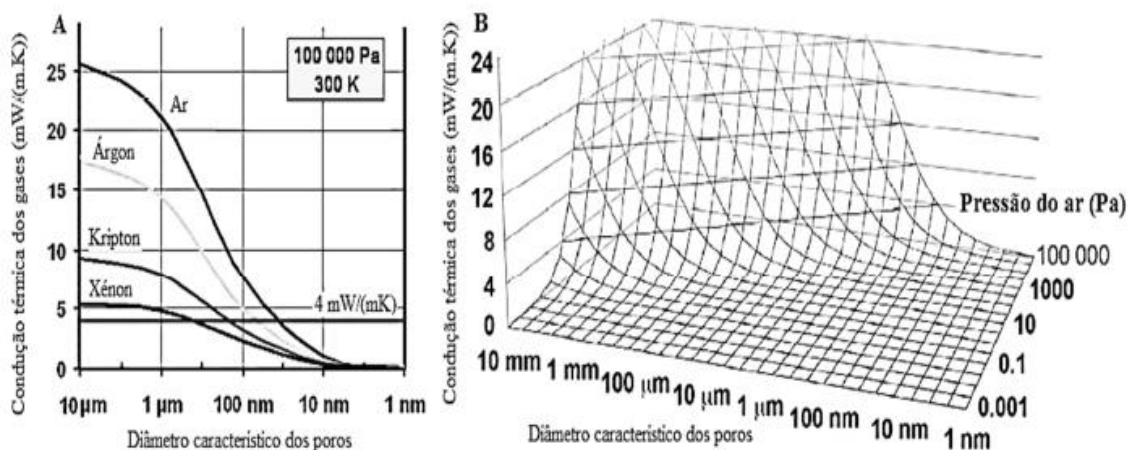 A
Condução térmica dos gases (mW/(m.K))
25
20
15
10
5
0
100 000 Pa
300 K
Ar
Árgon
Kripton
Xénon
4 mW/(mK)
10µm
1 µm
100 nm
10 nm
1 nm
Diâmetro característico dos poros
B
Condução térmica dos gases (mW/(m.K))
24
20
16
12
8
4
0
Pressão do ar (Pa)
100 000
1000
10
0.1
0.001
10 mm
1 mm
100 µm
10 µm
1 µm
100 nm
10 nm
1 nm
Diâmetro característico dos poros